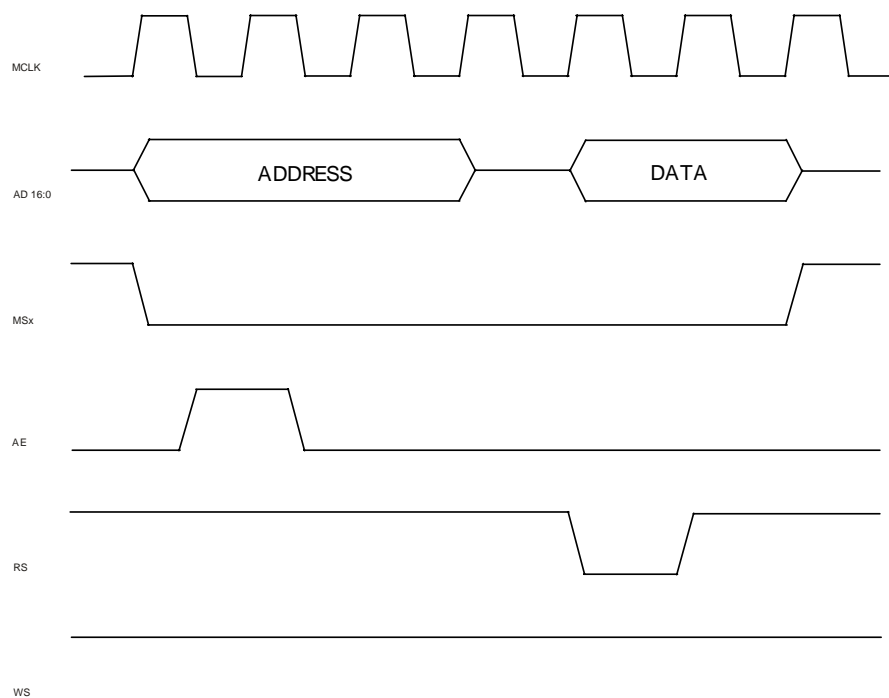 MCLK
ADDRESS
DATA
AD 16:0
MSx
AE
RS
WS